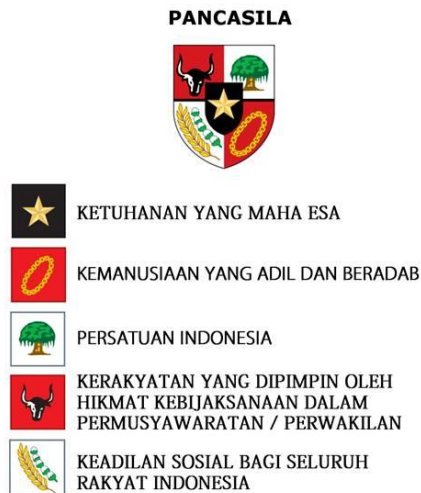 PANCASILA
KETUHANAN YANG MAHA ESA
KEMANUSIAAN YANG ADIL DAN BERADAB
PERSATUAN INDONESIA
KERAKYATAN YANG DIPIMPIN OLEH
HIKMAT KEBIJAKSANAAN DALAM
PERMUSYAWARATAN / PERWAKILAN
KEADILAN SOSIAL BAGI SELURUH
RAKYAT INDONESIA